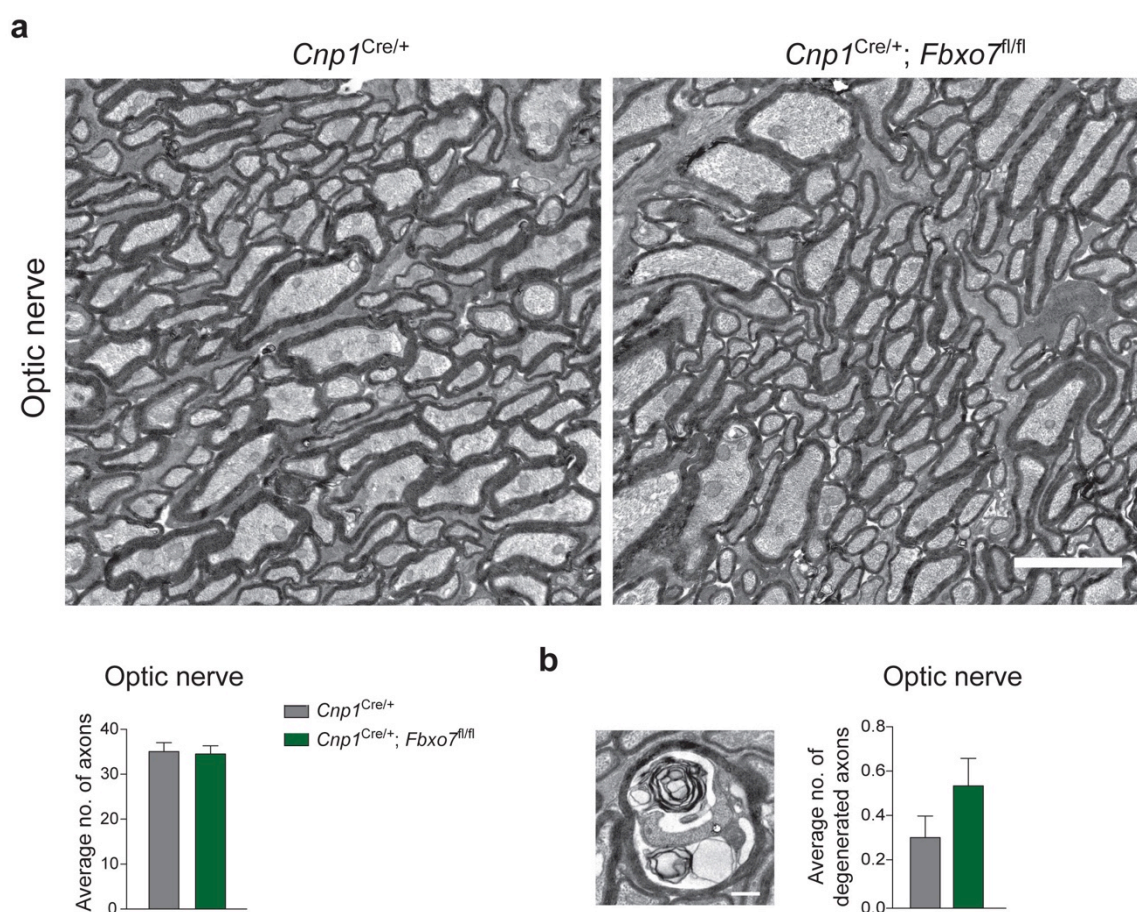 a
Cnp1Cre/+
Cnp1Cre/+; Fbxo7fl/fl
Optic nerve
Optic nerve
Average no. of axons
40
30
20
10
0
Cnp1Cre/+
Cnp1Cre/+; Fbxo7fl/fl
b
Optic nerve
Average no. of
degenerated axons
0.8
0.6
0.4
0.2
0.0